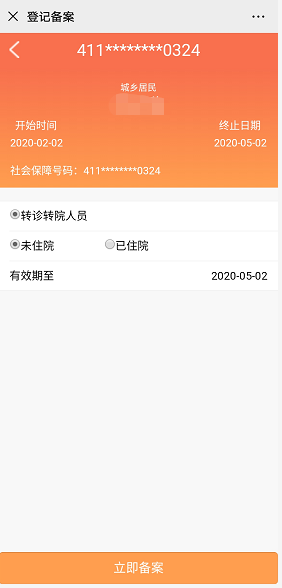 登记备案
411********0324
城乡居民
开始时间 终止日期
2020-02-02 2020-05-02
社会保障号码：411********0324
转诊转院人员
未住院 已住院
有效期至 2020-05-02
立即备案